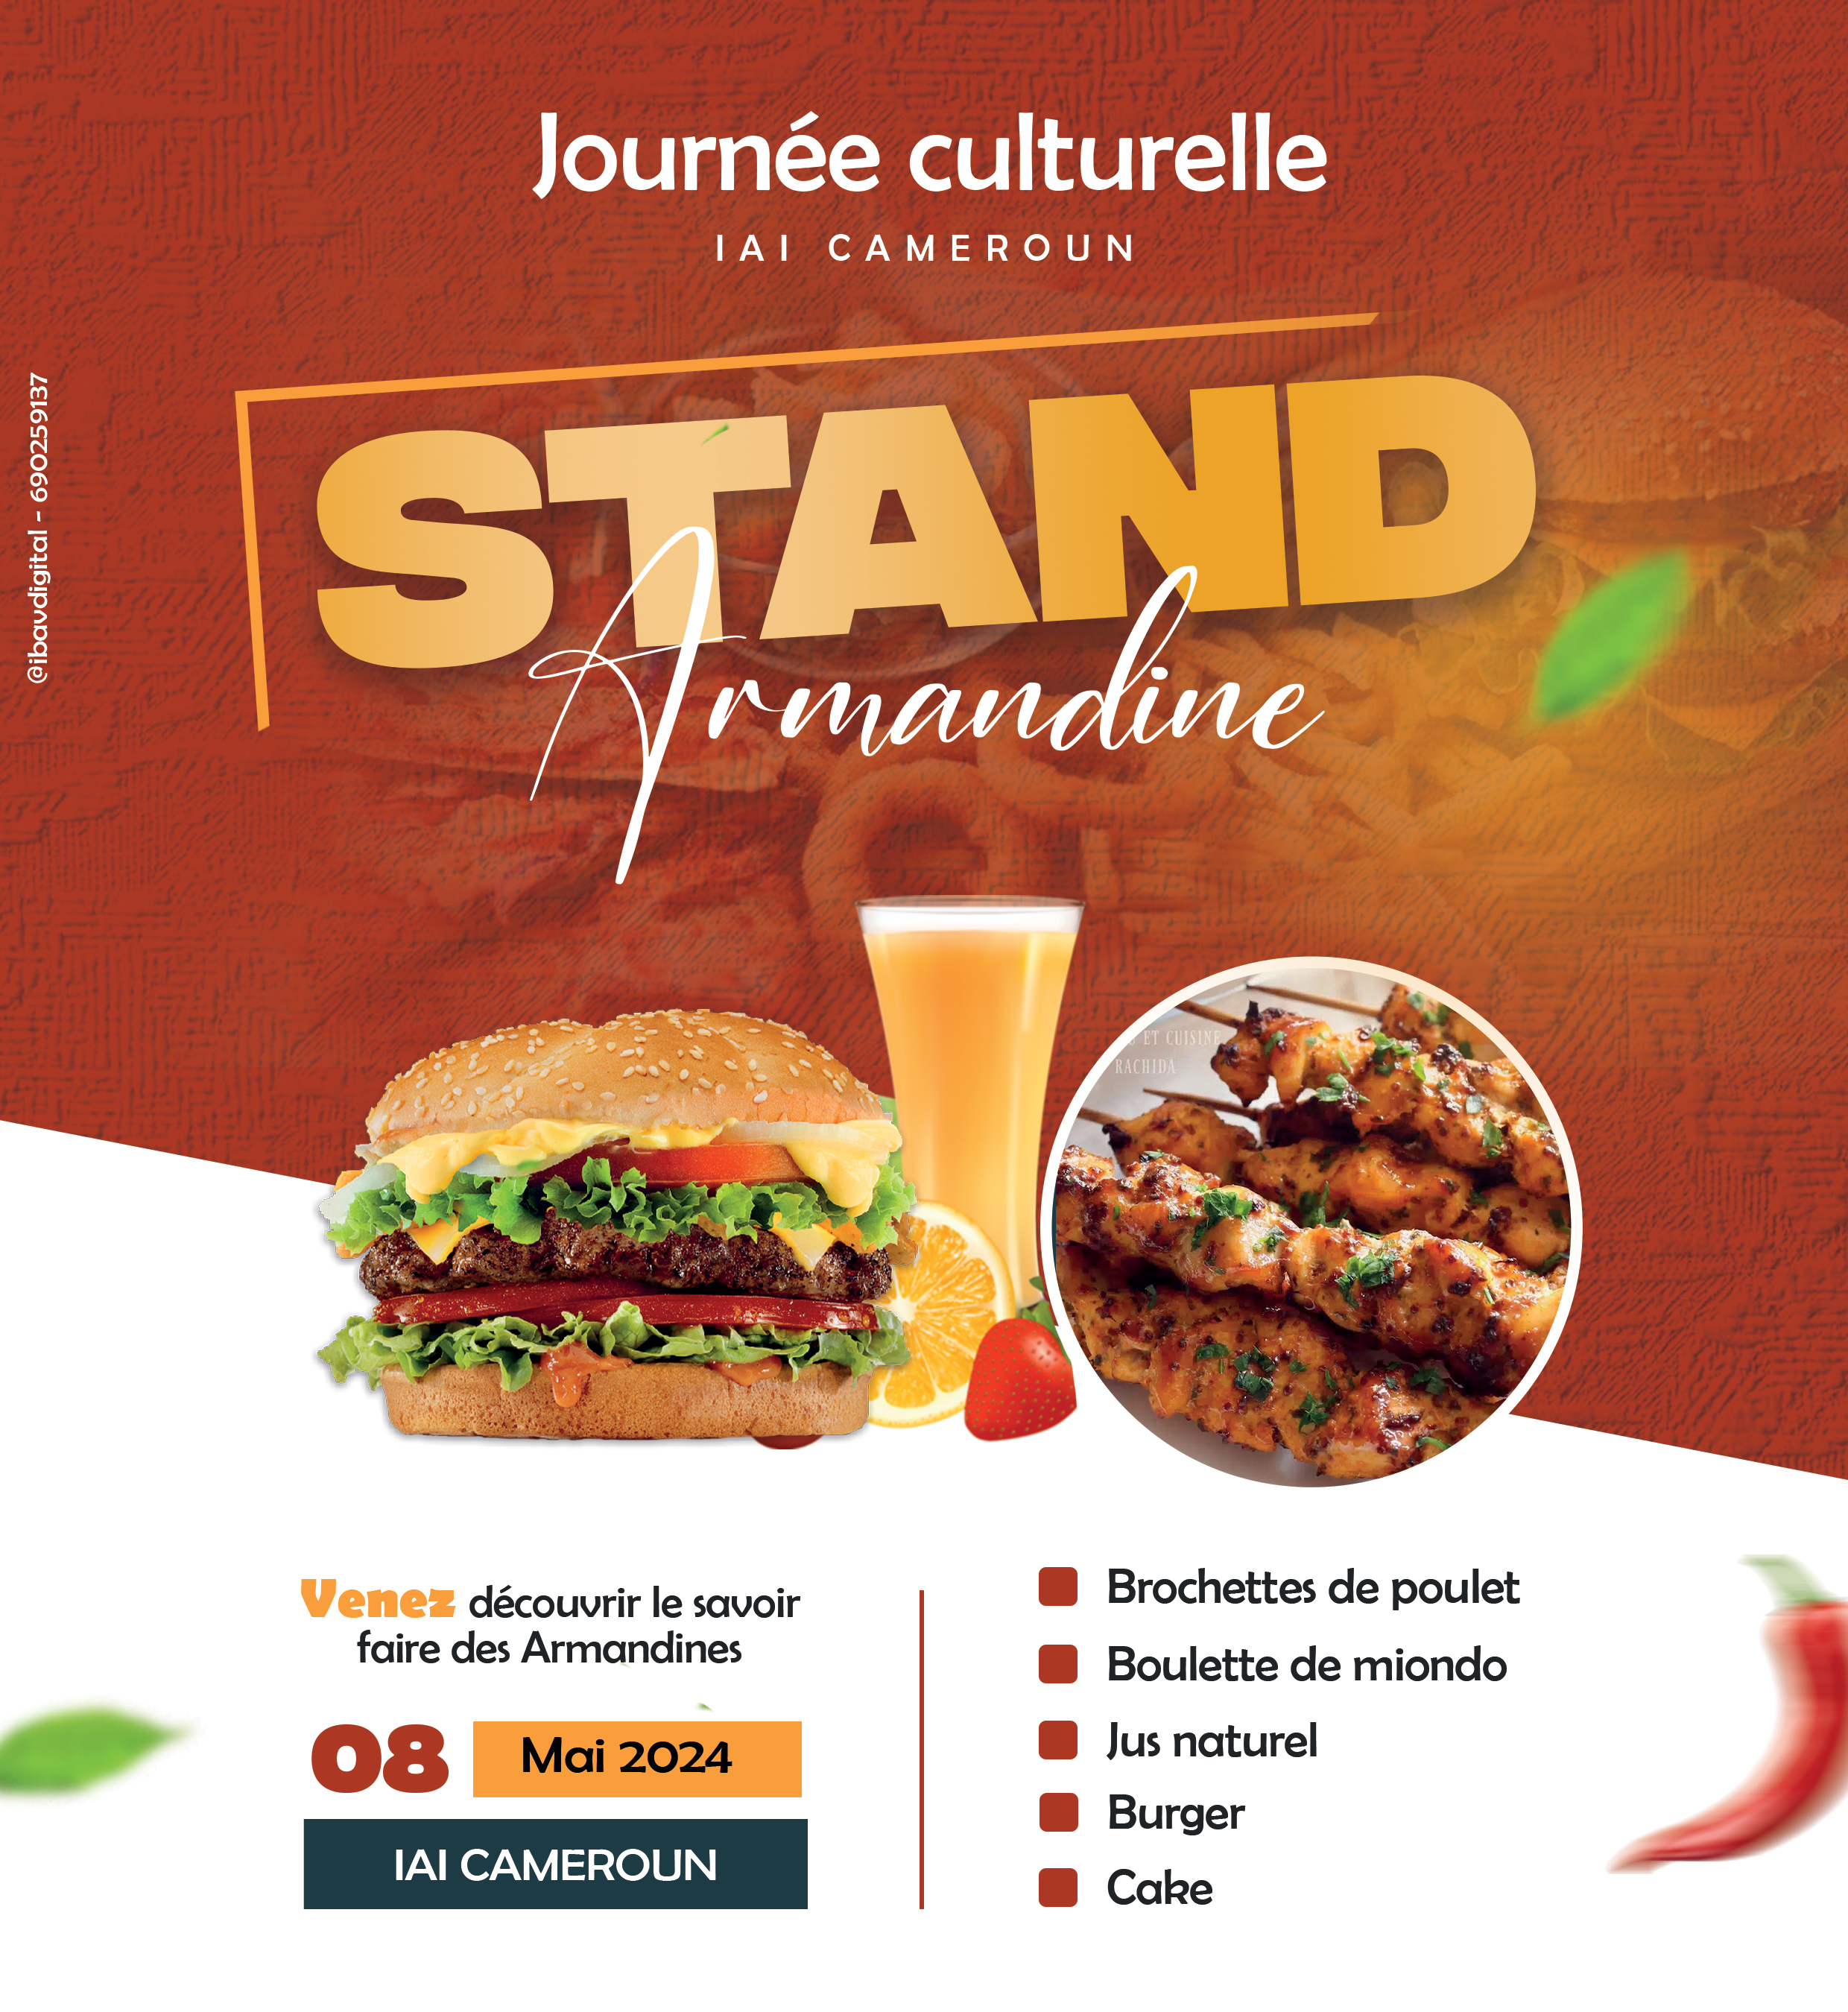 Journée culturelle
IAI CAMEROUN
@ibavdigital - 690259137
STAND
Armandine
ET CUISINE
RACHIDA
Venez découvrir le savoir
faire des Armandines
08 Mai 2024
IAI CAMEROUN
Brochettes de poulet
Boulette de miondo
Jus naturel
Burger
Cake